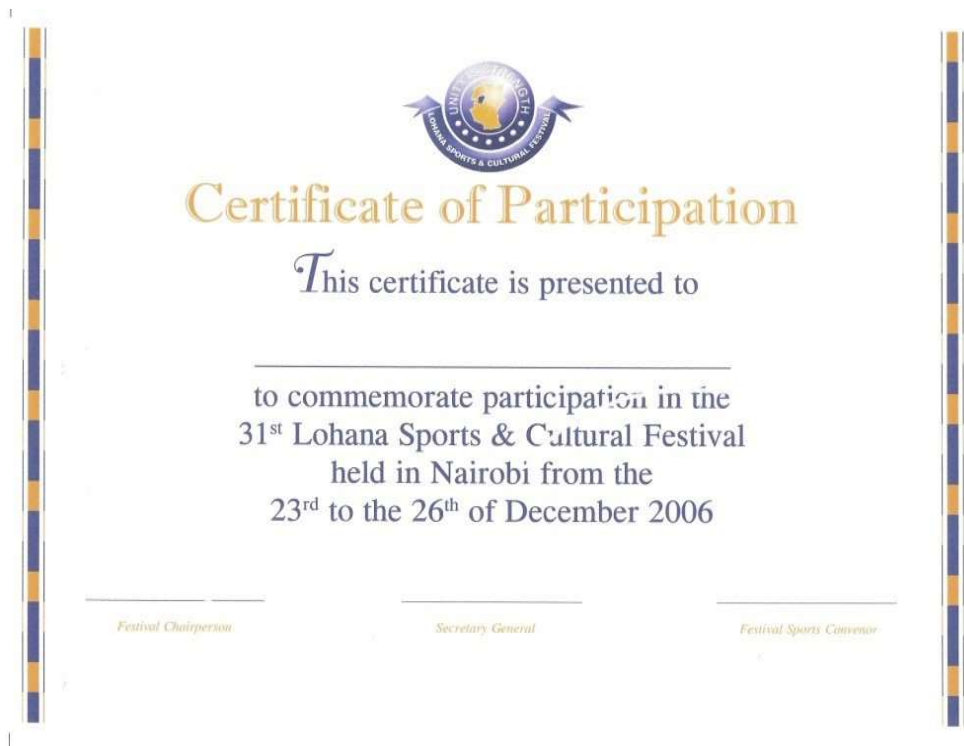 UNITY IS STRENGTH
LOHANA SPORTS & CULTURAL FESTIVAL
Certificate of Participation
This certificate is presented to
to commemorate participation in the
31st Lohana Sports & Cultural Festival
held in Nairobi from the
23rd to the 26th of December 2006
Festival Chairperson
Secretary General
Festival Sports Convenor